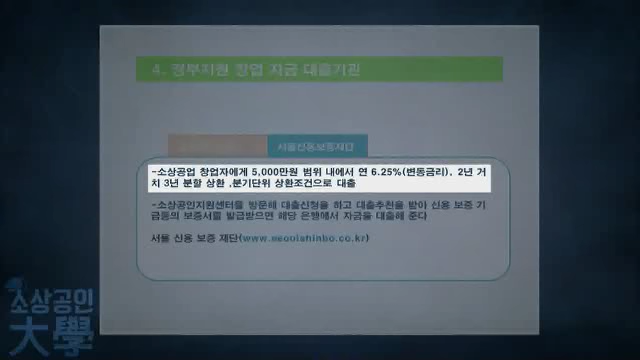 4. 정부지원 창업 자금 대출기관
서울신용보증재단
-소상공업 창업자에게 5,000만원 범위 내에서 연 6.25%(변동금리), 2년 거
치 3년 분할 상환 ,분기단위 상환조건으로 대출
-소상공인지원센터를 방문해 대출신청을 하고 대출추천을 받아 신용 보증 기
금등의 보증서를 발급받으면 해당 은행에서 자금을 대출해 준다
서울 신용 보증 재단(www.seoulshinbo.co.kr)
소상공인
大學